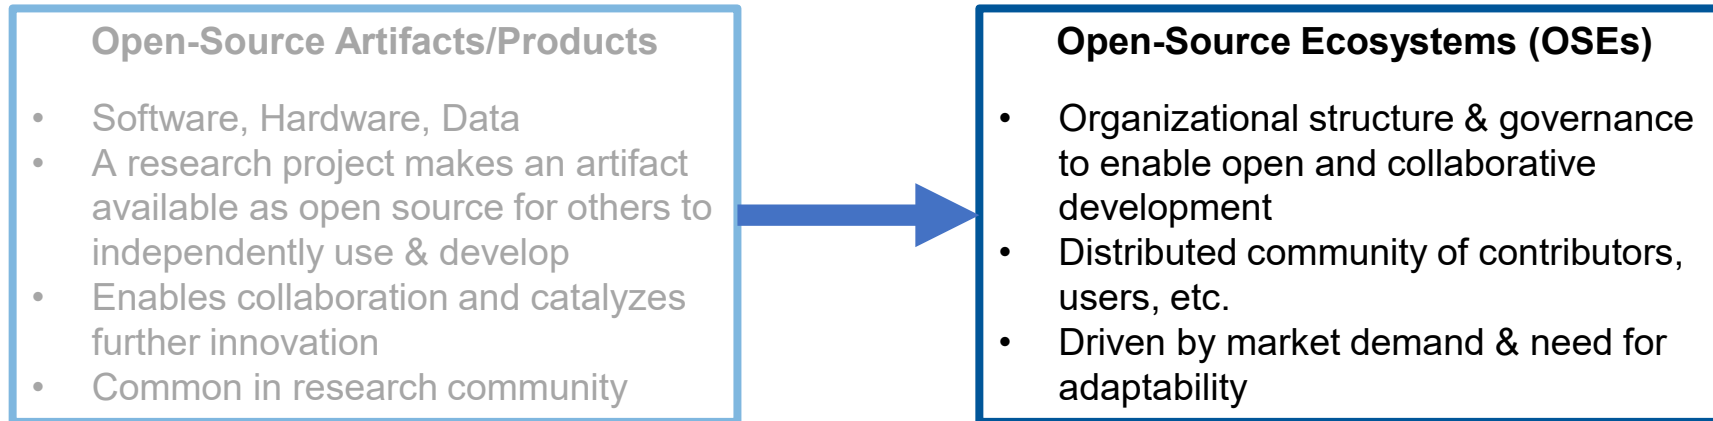 Open-Source Artifacts/Products
• Software, Hardware, Data
• A research project makes an artifact
available as open source for others to
independently use & develop
• Enables collaboration and catalyzes
further innovation
• Common in research community
Open-Source Ecosystems (OSEs)
• Organizational structure & governance
to enable open and collaborative
development
• Distributed community of contributors,
users, etc.
• Driven by market demand & need for
adaptability